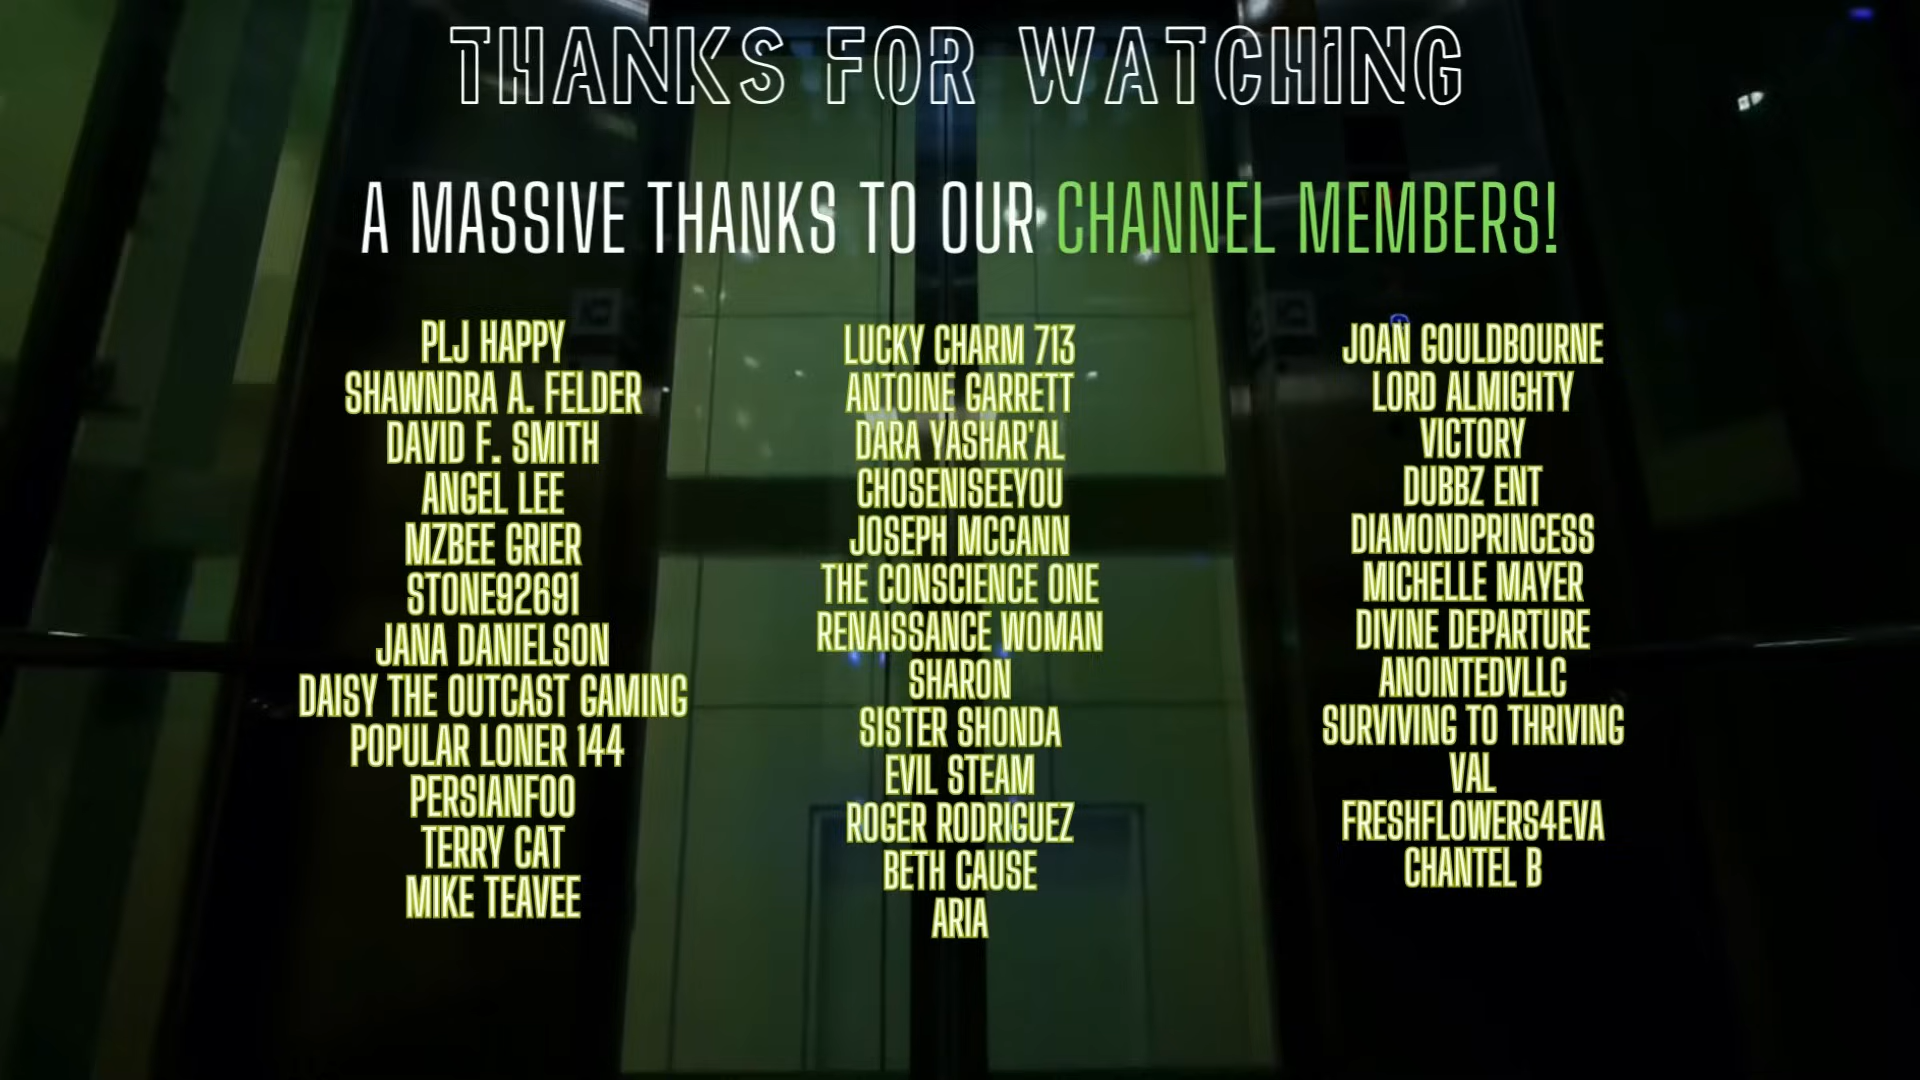 THANKS FOR WATCHING
A MASSIVE THANKS TO OUR CHANNEL MEMBERS!
PLJ HAPPY
SHAWNDRA A. FELDER
DAVID F. SMITH
ANGEL LEE
MZBEE GRIER
STONE92691
JANA DANIELSON
DAISY THE OUTCAST GAMING
POPULAR LONER 144
PERSIANFOO
TERRY CAT
MIKE TEAVEE
LUCKY CHARM 713
ANTOINE GARRETT
DARA YASHAR'AL
CHOSENISEEYOU
JOSEPH MCCANN
THE CONSCIENCE ONE
RENAISSANCE WOMAN
SHARON
SISTER SHONDA
EVIL STEAM
ROGER RODRIGUEZ
BETH CAUSE
ARIA
JOAN GOULDBOURNE
LORD ALMIGHTY
VICTORY
DUBBZ ENT
DIAMONDPRINCESS
MICHELLE MAYER
DIVINE DEPARTURE
ANOINTEDVLLC
SURVIVING TO THRIVING
VAL
FRESHFLOWERS4EVA
CHANTEL B